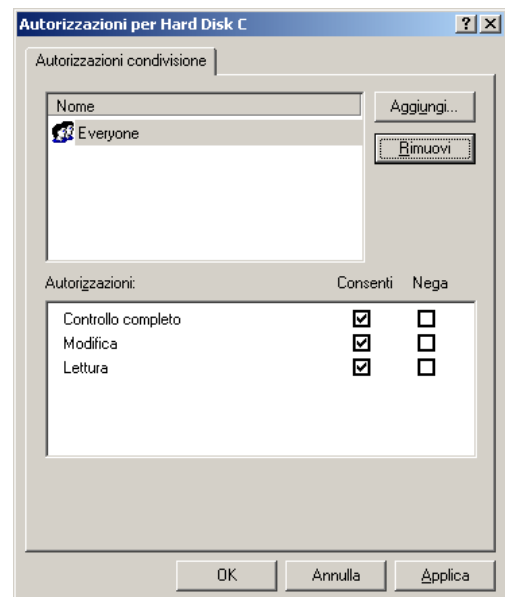 Autorizzazioni per Hard Disk C
Autorizzazioni condivisione
Nome
Aggiungi...
Everyone
Rimuovi
Autorizzazioni: Consenti Nega
Controllo completo
Modifica
Lettura
OK Annulla Applica